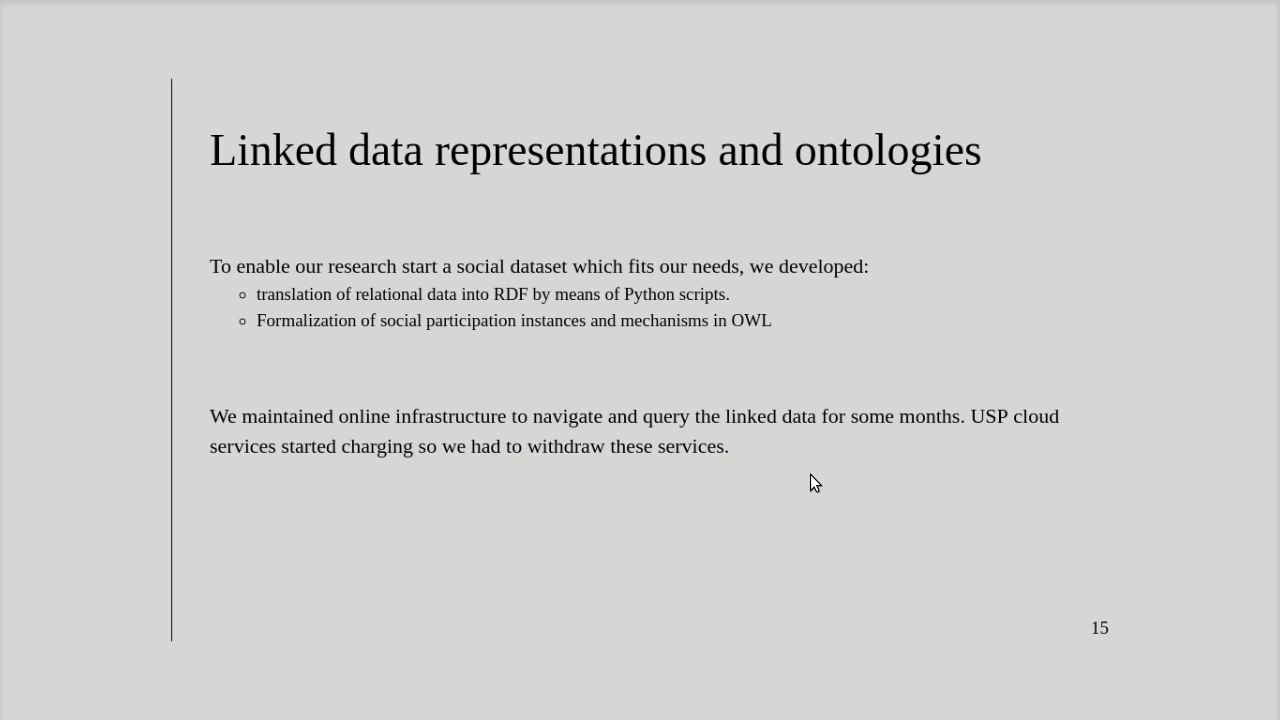 Linked data representations and ontologies
To enable our research start a social dataset which fits our needs, we developed:
translation of relational data into RDF by means of Python scripts.
Formalization of social participation instances and mechanisms in OWL
We maintained online infrastructure to navigate and query the linked data for some months. USP cloud
services started charging so we had to withdraw these services.
15